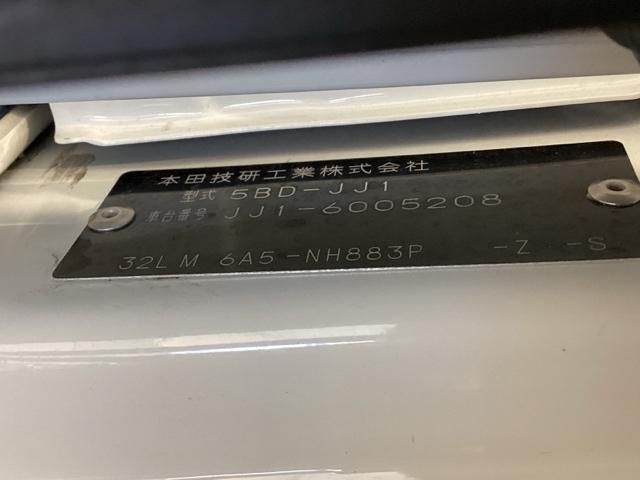 本田技研工業株式会社
型式 5BD-JJ1
車台番号 JJ1-6005208
32LM 6A5-NH883P -Z -S